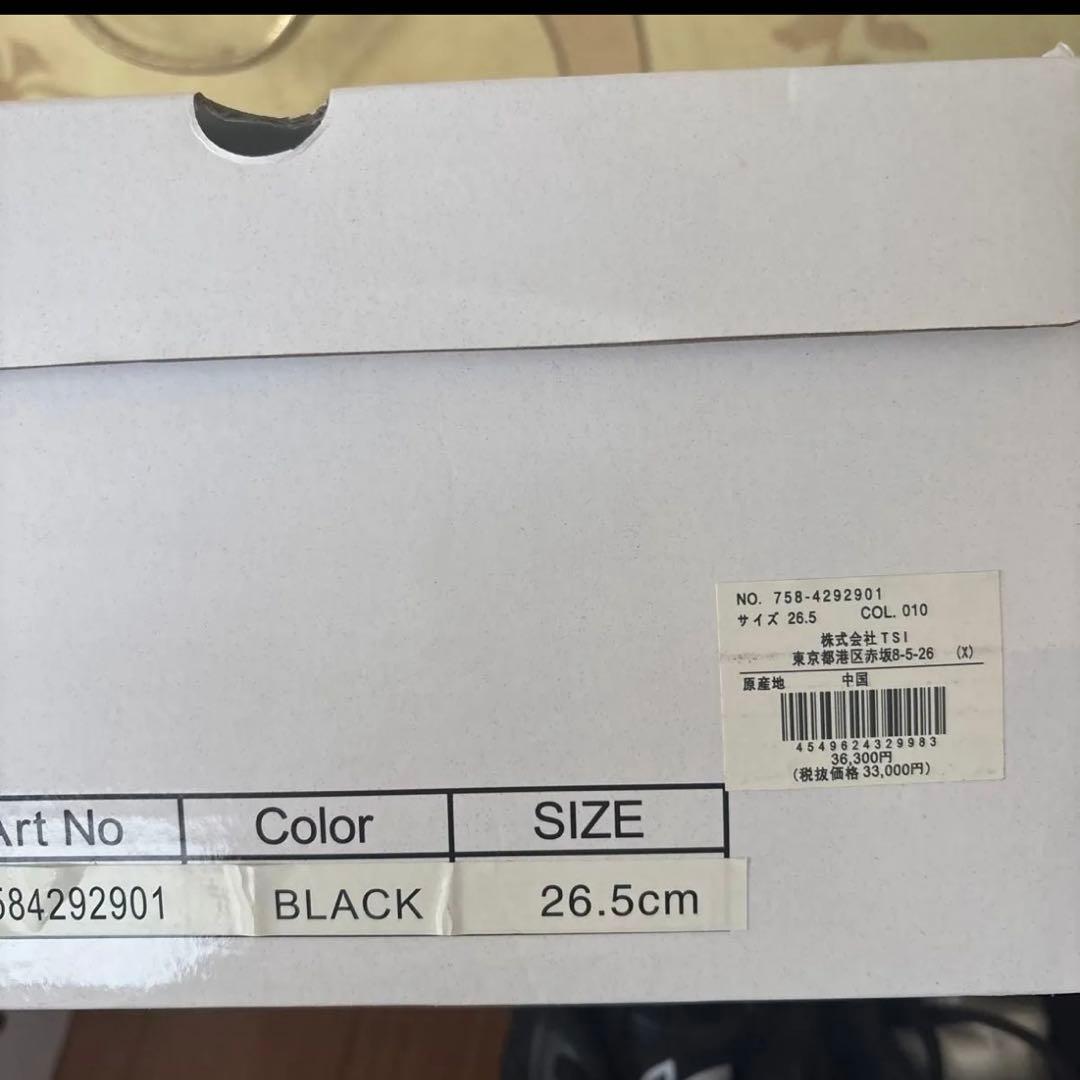 NO. 758-4292901
サイズ 26.5 COL. 010
株式会社TSI
東京都港区赤坂8-5-26 (X)
原産地 中国
4549624329983
36,300円
(税抜価格 33,000円)
Art No Color SIZE
584292901 BLACK 26.5cm